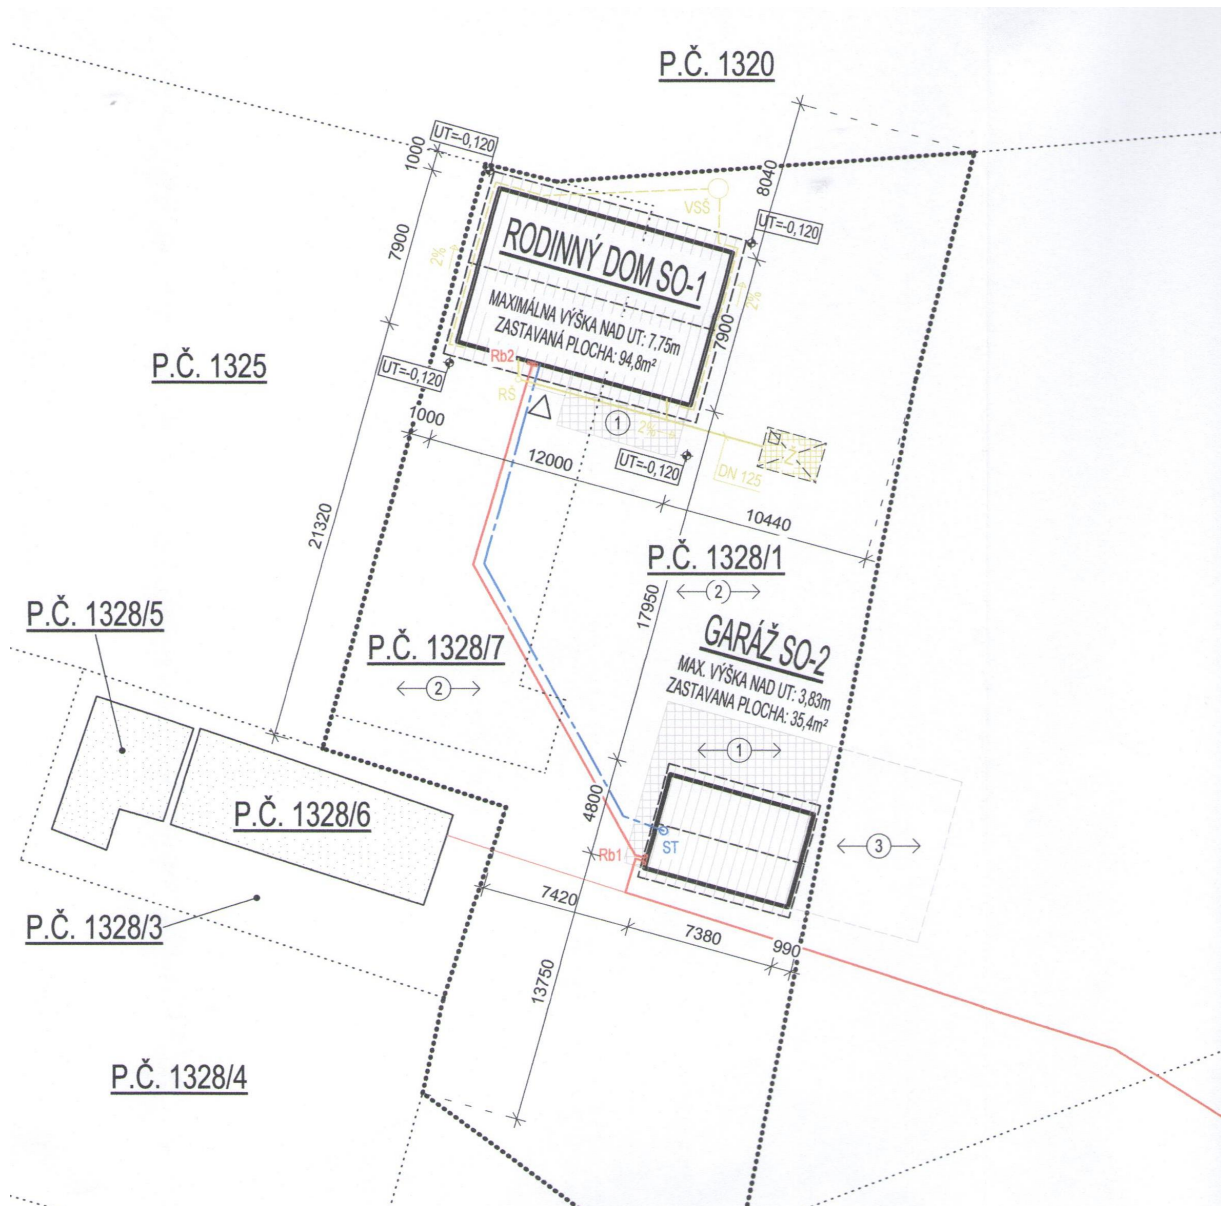 P.Č. 1320
UT=-0,120
1000
8040
VSŠ
UT=-0,120
7900
2%
RODINNÝ DOM SO-1
MAXIMÁLNA VÝŠKA NAD UT: 7.75m
ZASTAVANÁ PLOCHA: 94,8m²
2%
7900
P.Č. 1325
Rb2
UT=-0,120
RŠ
1000
1
2%
12000
UT=-0,120
DN 125
Ž
10440
21320
P.Č. 1328/1
2
17950
P.Č. 1328/5
GARÁŽ SO-2
MAX. VÝŠKA NAD UT: 3,83m
ZASTAVANA PLOCHA: 35,4m²
P.Č. 1328/7
2
1
4800
P.Č. 1328/6
ST
Rb1
3
7420
P.Č. 1328/3
7380
990
13750
P.Č. 1328/4